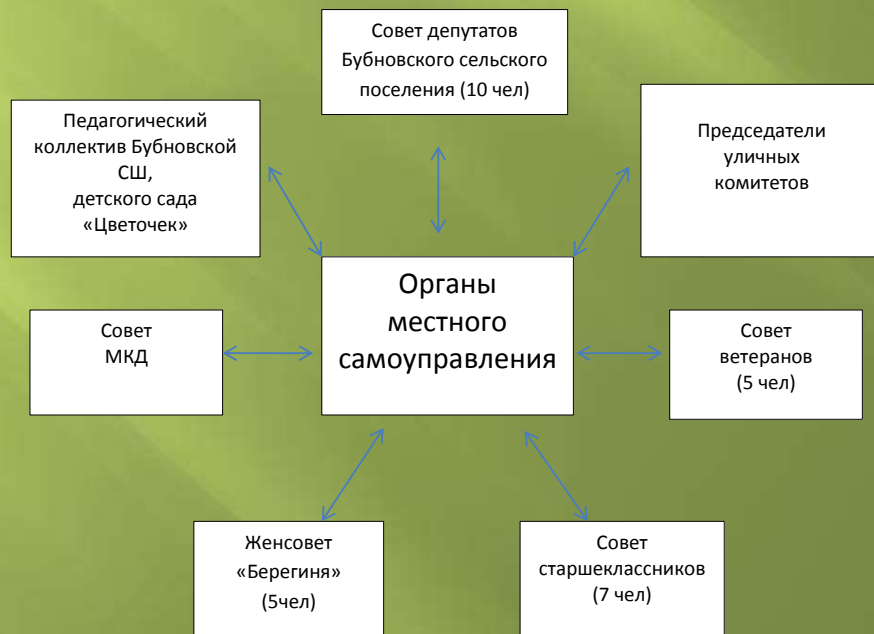 Совет депутатов
Бубновского сельского
поселения (10 чел)
Педагогический
коллектив Бубновской
СШ,
детского сада
«Цветочек»
Председатели
уличных
комитетов
Органы
местного
самоуправления
Совет
МКД
Совет
ветеранов
(5 чел)
Женсовет
«Берегиня»
(5чел)
Совет
старшеклассников
(7 чел)